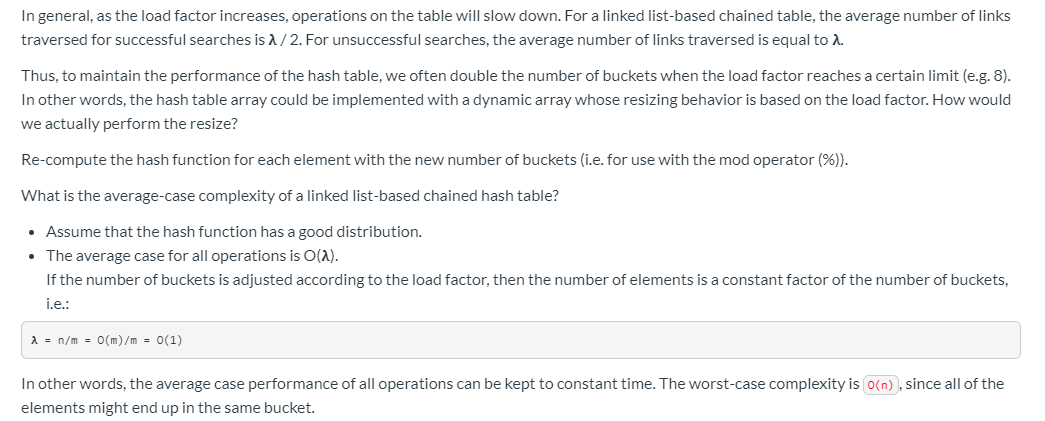 In general, as the load factor increases, operations on the table will slow down. For a linked list-based chained table, the average number of links
traversed for successful searches is λ / 2. For unsuccessful searches, the average number of links traversed is equal to λ.
Thus, to maintain the performance of the hash table, we often double the number of buckets when the load factor reaches a certain limit (e.g. 8).
In other words, the hash table array could be implemented with a dynamic array whose resizing behavior is based on the load factor. How would
we actually perform the resize?
Re-compute the hash function for each element with the new number of buckets (i.e. for use with the mod operator (%)).
What is the average-case complexity of a linked list-based chained hash table?
• Assume that the hash function has a good distribution.
• The average case for all operations is O(λ).
If the number of buckets is adjusted according to the load factor, then the number of elements is a constant factor of the number of buckets,
i.e.:
λ = n/m = O(m)/m = O(1)
In other words, the average case performance of all operations can be kept to constant time. The worst-case complexity is O(n), since all of the
elements might end up in the same bucket.